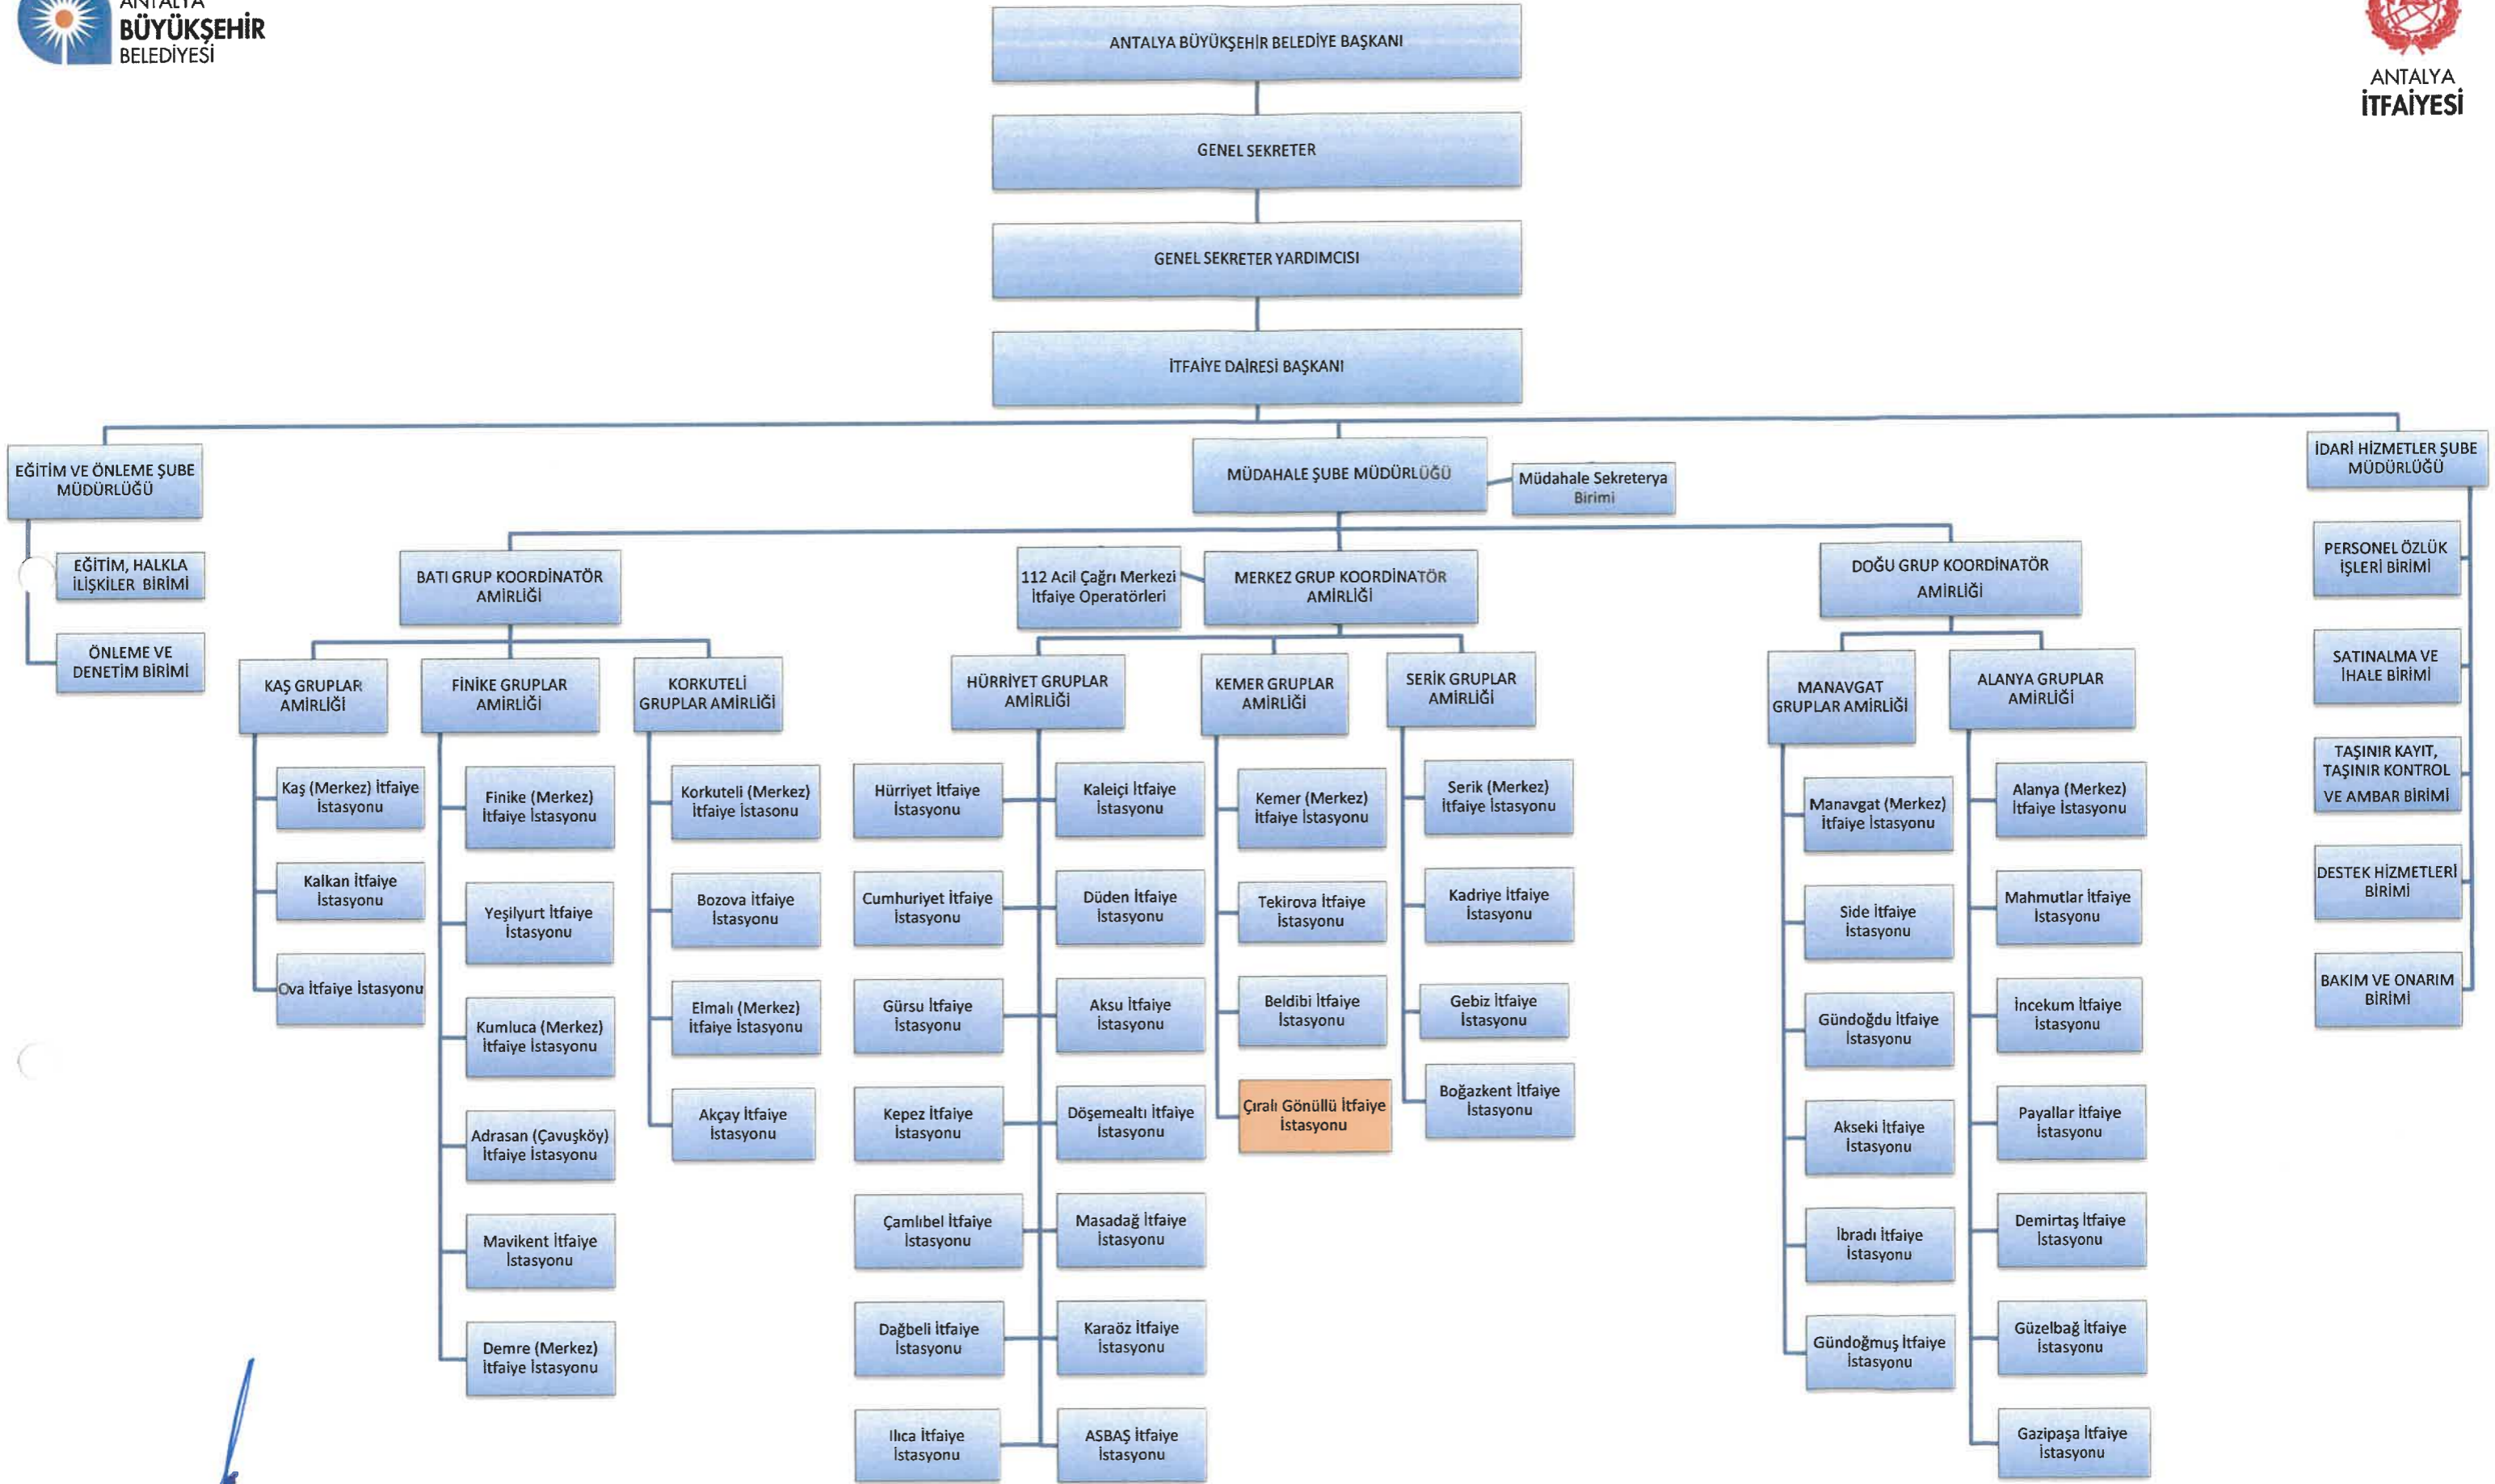 ANTALYA
BÜYÜKŞEHİR
BELEDİYESİ
ANTALYA
İTFAİYESİ
ANTALYA BÜYÜKŞEHİR BELEDİYE BAŞKANI
GENEL SEKRETER
GENEL SEKRETER YARDIMCISI
İTFAİYE DAİRESİ BAŞKANI
EĞİTİM VE ÖNLEME ŞUBE
MÜDÜRLÜĞÜ
EĞİTİM, HALKLA
İLİŞKİLER BİRİMİ
ÖNLEME VE
DENETİM BİRİMİ
MÜDAHALE ŞUBE MÜDÜRLÜĞÜ
Müdahale Sekreterya
Birimi
BATI GRUP KOORDİNATÖR
AMİRLİĞİ
KAŞ GRUPLAR
AMİRLİĞİ
Kaş (Merkez) İtfaiye
İstasyonu
Kalkan İtfaiye
İstasyonu
Ova İtfaiye İstasyonu
FİNİKE GRUPLAR
AMİRLİĞİ
Finike (Merkez)
İtfaiye İstasyonu
Yeşilyurt İtfaiye
İstasyonu
Kumluca (Merkez)
İtfaiye İstasyonu
Adrasan (Çavuşköy)
İtfaiye İstasyonu
Mavikent İtfaiye
İstasyonu
Demre (Merkez)
İtfaiye İstasyonu
KORKUTELİ
GRUPLAR AMİRLİĞİ
Korkuteli (Merkez)
İtfaiye İstasonu
Bozova İtfaiye
İstasyonu
Elmalı (Merkez)
İtfaiye İstasyonu
Akçay İtfaiye
İstasyonu
112 Acil Çağrı Merkezi
İtfaiye Operatörleri
MERKEZ GRUP KOORDİNATÖR
AMİRLİĞİ
HÜRRİYET GRUPLAR
AMİRLİĞİ
Hürriyet İtfaiye
İstasyonu
Kaleiçi İtfaiye
İstasyonu
Cumhuriyet İtfaiye
İstasyonu
Düden İtfaiye
İstasyonu
Gürsu İtfaiye
İstasyonu
Aksu İtfaiye
İstasyonu
Kepez İtfaiye
İstasyonu
Döşemealtı İtfaiye
İstasyonu
Çamlıbel İtfaiye
İstasyonu
Masadağ İtfaiye
İstasyonu
Dağbeli İtfaiye
İstasyonu
Karaöz İtfaiye
İstasyonu
Ilıca İtfaiye
İstasyonu
ASBAŞ İtfaiye
İstasyonu
KEMER GRUPLAR
AMİRLİĞİ
Kemer (Merkez)
İtfaiye İstasyonu
Tekirova İtfaiye
İstasyonu
Beldibi İtfaiye
İstasyonu
Çıralı Gönüllü İtfaiye
İstasyonu
SERİK GRUPLAR
AMİRLİĞİ
Serik (Merkez)
İtfaiye İstasyonu
Kadriye İtfaiye
İstasyonu
Gebiz İtfaiye
İstasyonu
Boğazkent İtfaiye
İstasyonu
DOĞU GRUP KOORDİNATÖR
AMİRLİĞİ
MANAVGAT
GRUPLAR AMİRLİĞİ
Manavgat (Merkez)
İtfaiye İstasyonu
Side İtfaiye
İstasyonu
Gündoğdu İtfaiye
İstasyonu
Akseki İtfaiye
İstasyonu
İbradı İtfaiye
İstasyonu
Gündoğmuş İtfaiye
İstasyonu
ALANYA GRUPLAR
AMİRLİĞİ
Alanya (Merkez)
İtfaiye İstasyonu
Mahmutlar İtfaiye
İstasyonu
İncekum İtfaiye
İstasyonu
Payallar İtfaiye
İstasyonu
Demirtaş İtfaiye
İstasyonu
Güzelbağ İtfaiye
İstasyonu
Gazipaşa İtfaiye
İstasyonu
İDARİ HİZMETLER ŞUBE
MÜDÜRLÜĞÜ
PERSONEL ÖZLÜK
İŞLERİ BİRİMİ
SATINALMA VE
İHALE BİRİMİ
TAŞINIR KAYIT,
TAŞINIR KONTROL
VE AMBAR BİRİMİ
DESTEK HİZMETLERİ
BİRİMİ
BAKIM VE ONARIM
BİRİMİ